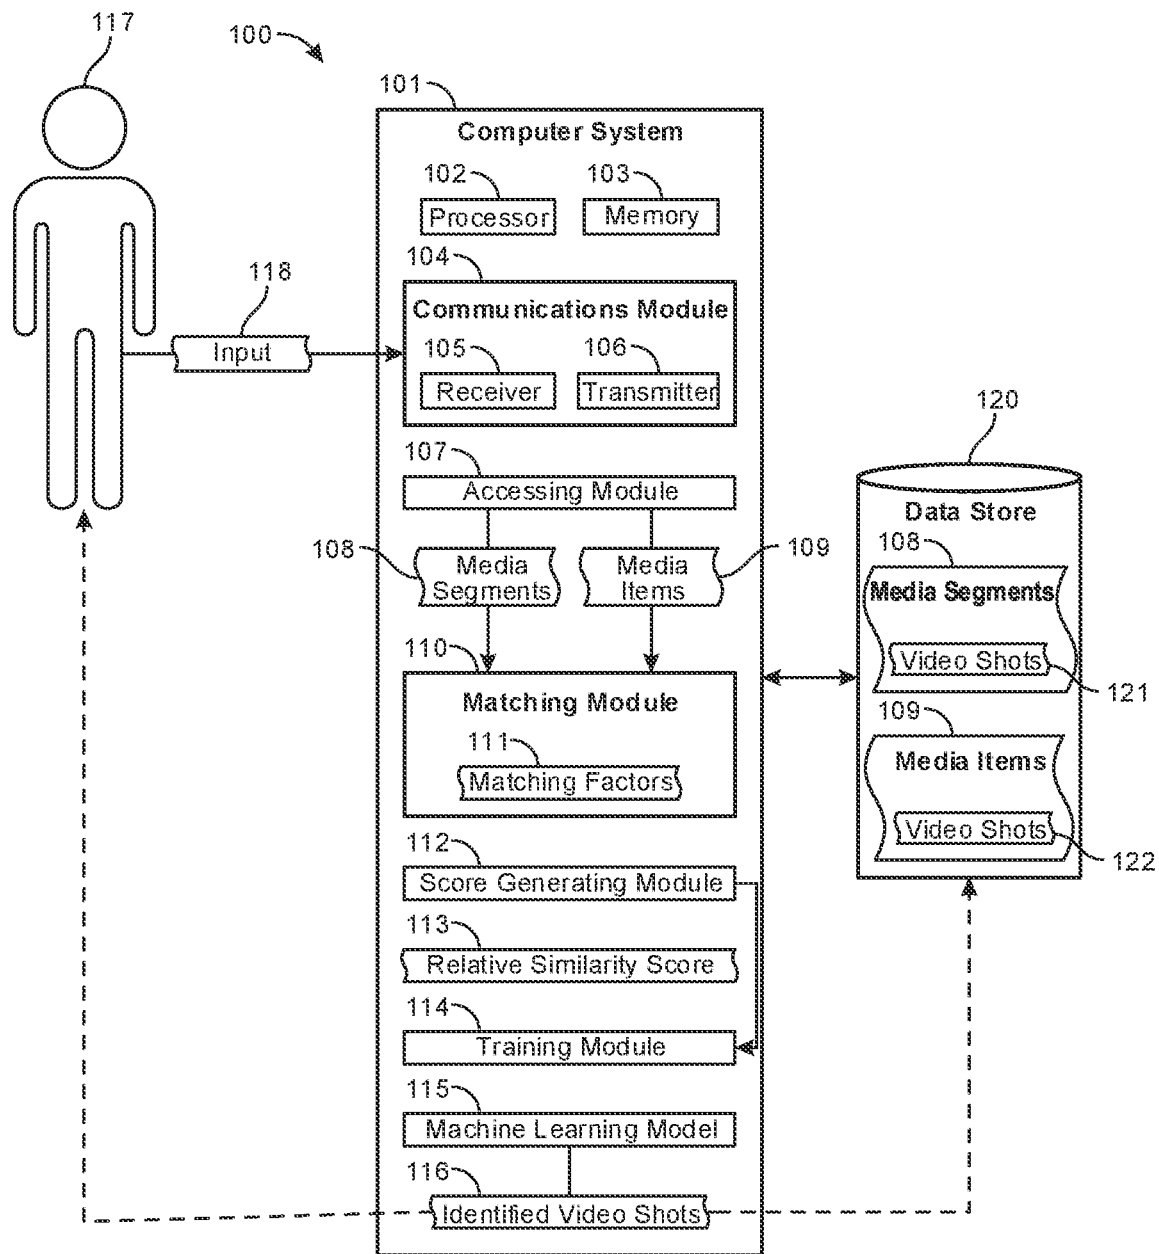 117
100
101
Computer System
102
103
Processor
Memory
104
118
Communications Module
Input
105
106
Receiver
Transmitter
120
107
Accessing Module
Data Store
108
Media
Segments
Media
Items
109
108
Media Segments
Video Shots
121
110
Matching Module
109
111
Media Items
Matching Factors
Video Shots
122
112
Score Generating Module
113
Relative Similarity Score
114
Training Module
115
Machine Learning Model
116
Identified Video Shots